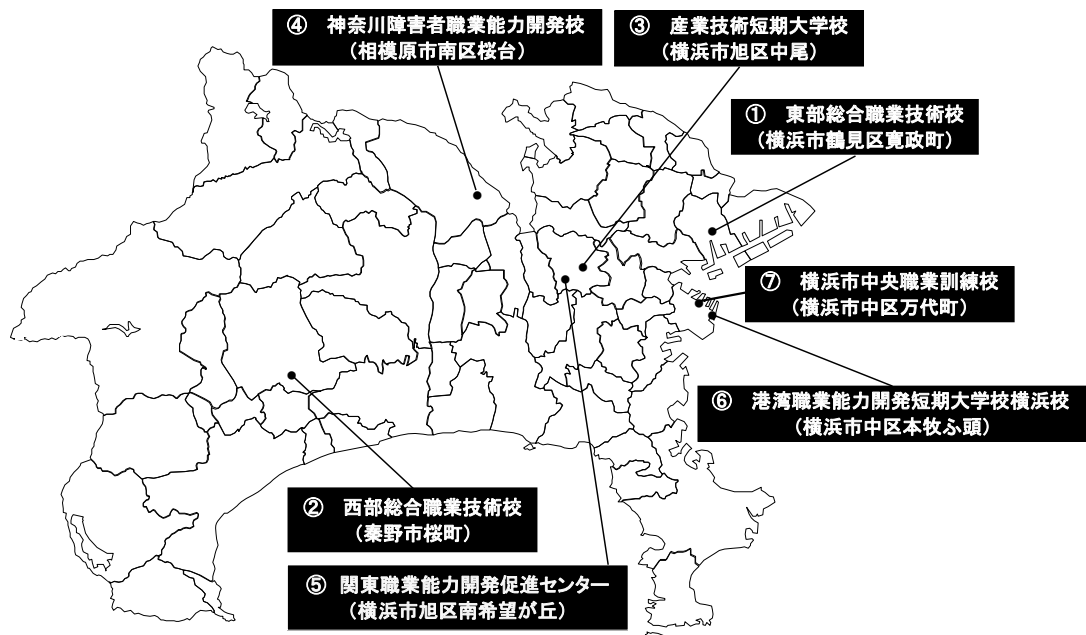 ④ 神奈川障害者職業能力開発校
（相模原市南区桜台）
③ 産業技術短期大学校
（横浜市旭区中尾）
① 東部総合職業技術校
（横浜市鶴見区寛政町）
⑦ 横浜市中央職業訓練校
（横浜市中区万代町）
⑥ 港湾職業能力開発短期大学校横浜校
（横浜市中区本牧ふ頭）
② 西部総合職業技術校
（秦野市桜町）
⑤ 関東職業能力開発促進センター
（横浜市旭区南希望が丘）